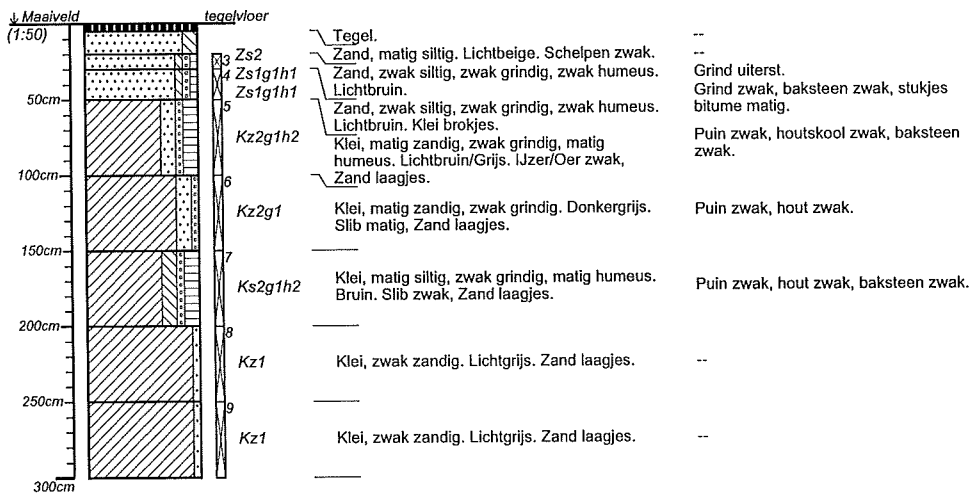 ↓ Maaiveld tegelvloer
(1:50) Tegel. --
Zs2 Zand, matig siltig. Lichtbeige. Schelpen zwak. --
3 Zs1g1h1 Zand, zwak siltig, zwak grindig, zwak humeus. Grind uiterst.
Lichtbruin.
4 Zs1g1h1 Grind zwak, baksteen zwak, stukjes
bitume matig.
50cm 5 Zand, zwak siltig, zwak grindig, zwak humeus.
Lichtbruin. Klei brokjes.
Kz2g1h2 Klei, matig zandig, zwak grindig, matig Puin zwak, houtskool zwak, baksteen
humeus. Lichtbruin/Grijs. IJzer/Oer zwak, zwak.
Zand laagjes.
100cm 6
Kz2g1 Klei, matig zandig, zwak grindig. Donkergrijs. Puin zwak, hout zwak.
Slib matig, Zand laagjes.
150cm 7
Ks2g1h2 Klei, matig siltig, zwak grindig, matig humeus. Puin zwak, hout zwak, baksteen zwak.
Bruin. Slib zwak, Zand laagjes.
200cm 8
Kz1 Klei, zwak zandig. Lichtgrijs. Zand laagjes. --
250cm 9
Kz1 Klei, zwak zandig. Lichtgrijs. Zand laagjes. --
300cm